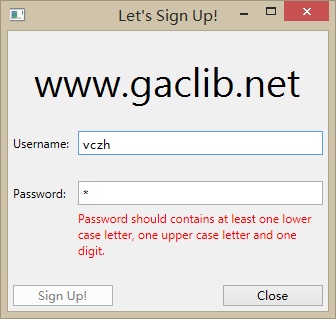 Let's Sign Up!
www.gaclib.net
Username: vczh
Password: *
Password should contains at least one lower
case letter, one upper case letter and one
digit.
Sign Up! Close